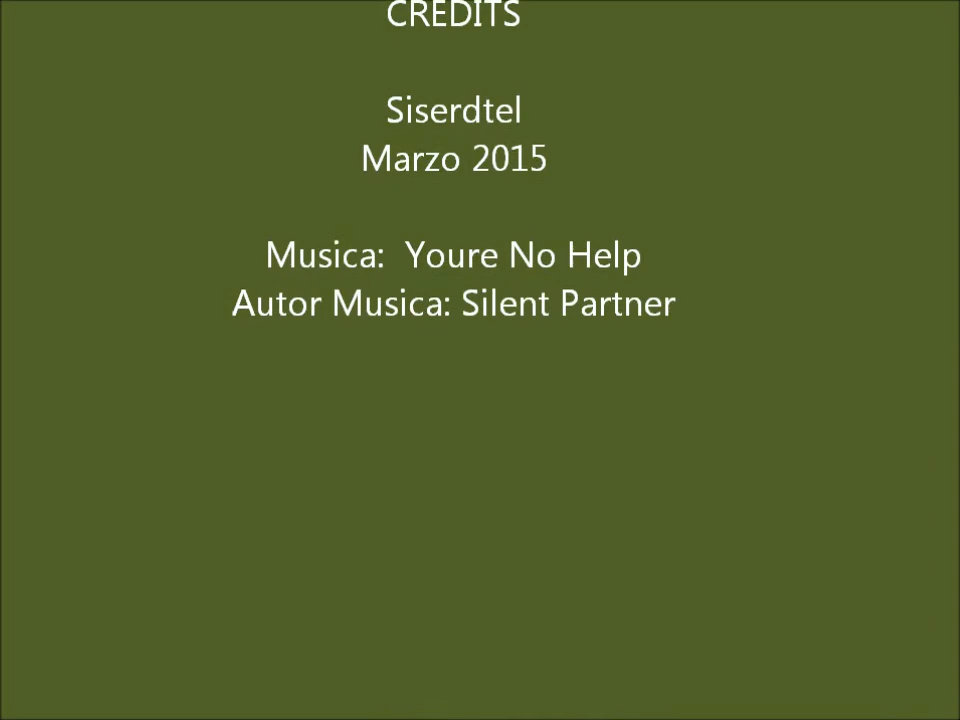 CREDITS
Siserdtel
Marzo 2015
Musica:  Youre No Help
Autor Musica: Silent Partner